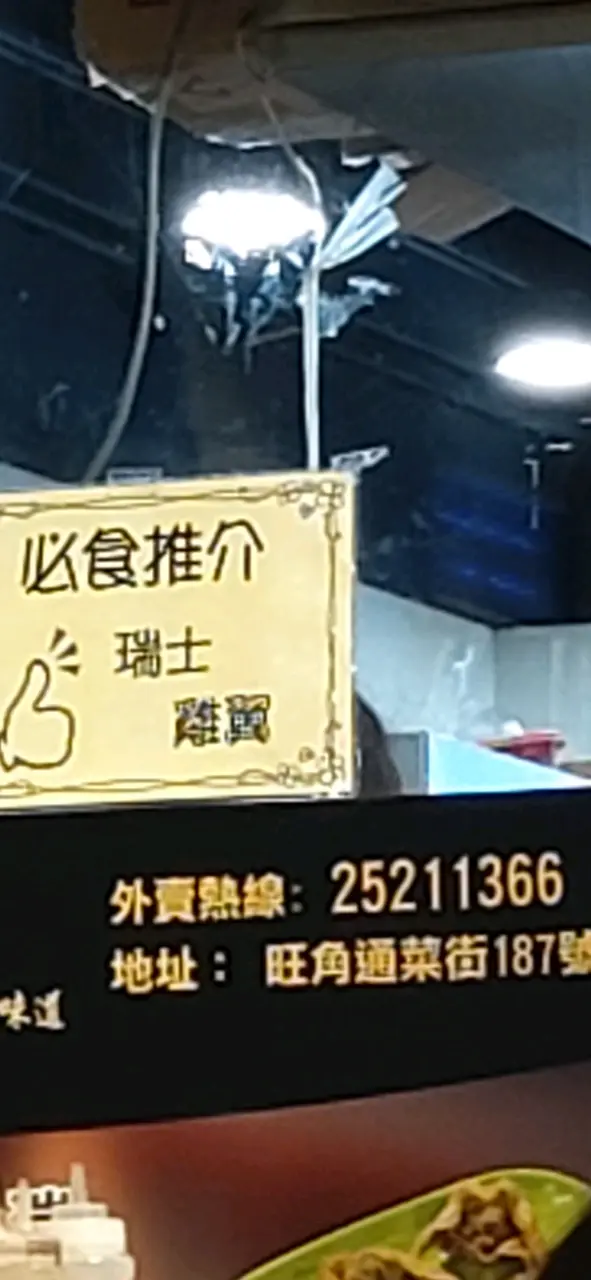 必食推介
瑞士
雞翼
外賣熱線: 25211366
地址： 旺角通菜街187號
味道